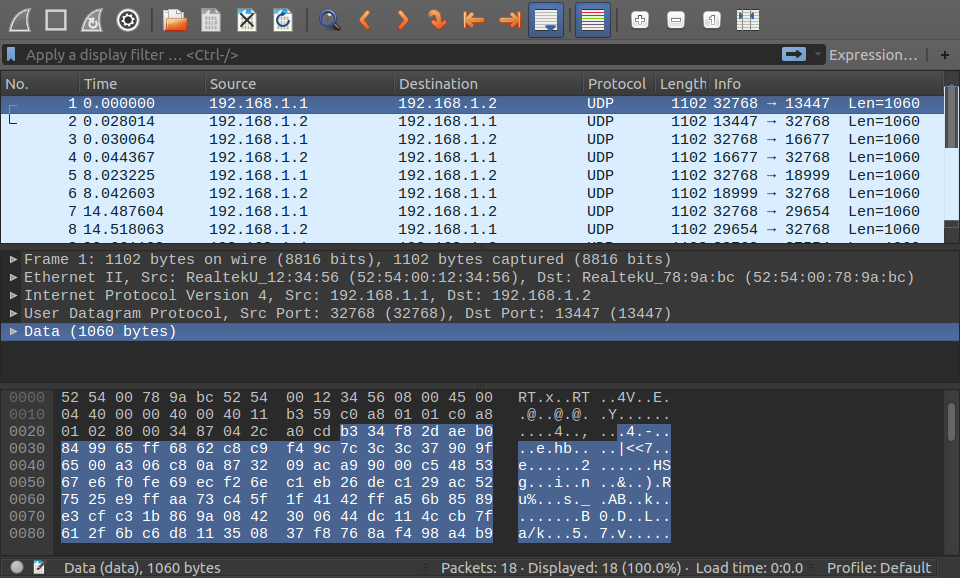 Apply a display filter … <Ctrl-/> Expression… +
No. Time Source Destination Protocol Length Info
1 0.000000 192.168.1.1 192.168.1.2 UDP 1102 32768 → 13447 Len=1060
2 0.028014 192.168.1.2 192.168.1.1 UDP 1102 13447 → 32768 Len=1060
3 0.030064 192.168.1.1 192.168.1.2 UDP 1102 32768 → 16677 Len=1060
4 0.044367 192.168.1.2 192.168.1.1 UDP 1102 16677 → 32768 Len=1060
5 8.023225 192.168.1.1 192.168.1.2 UDP 1102 32768 → 18999 Len=1060
6 8.042603 192.168.1.2 192.168.1.1 UDP 1102 18999 → 32768 Len=1060
7 14.487604 192.168.1.1 192.168.1.2 UDP 1102 32768 → 29654 Len=1060
8 14.518063 192.168.1.2 192.168.1.1 UDP 1102 29654 → 32768 Len=1060
Frame 1: 1102 bytes on wire (8816 bits), 1102 bytes captured (8816 bits)
Ethernet II, Src: RealtekU_12:34:56 (52:54:00:12:34:56), Dst: RealtekU_78:9a:bc (52:54:00:78:9a:bc)
Internet Protocol Version 4, Src: 192.168.1.1, Dst: 192.168.1.2
User Datagram Protocol, Src Port: 32768 (32768), Dst Port: 13447 (13447)
Data (1060 bytes)
0000 52 54 00 78 9a bc 52 54 00 12 34 56 08 00 45 00 RT.x..RT ..4V..E.
0010 04 40 00 00 40 00 40 11 b3 59 c0 a8 01 01 c0 a8 .@..@.@. .Y......
0020 01 02 80 00 34 87 04 2c a0 cd b3 34 f8 2d ae b0 ....4.., ...4.-..
0030 84 99 65 ff 68 62 c8 c9 f4 9c 7c 3c 3c 37 90 9f ..e.hb.. ..|<<7..
0040 65 00 a3 06 c8 0a 87 32 09 ac a9 90 00 c5 48 53 e......2 ......HS
0050 67 e6 f0 fe 69 ec f2 6e c1 eb 26 de c1 29 ac 52 g...i..n ..&..).R
0060 75 25 e9 ff aa 73 c4 5f 1f 41 42 ff a5 6b 85 89 u%...s._ .AB..k..
0070 e3 cf c3 1b 86 9a 08 42 30 06 44 dc 11 4c cb 7f .......B 0.D..L..
0080 61 2f 6b c6 d8 11 35 08 37 f8 76 8a f4 98 a4 b9 a/k...5. 7.v.....
Data (data), 1060 bytes Packets: 18 · Displayed: 18 (100.0%) · Load time: 0:0.0 Profile: Default